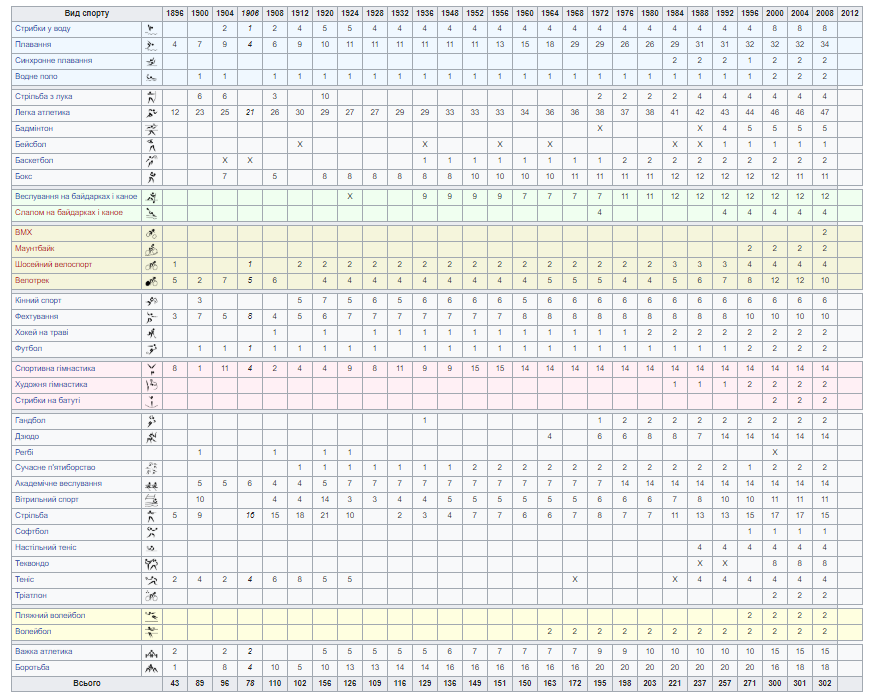 Вид спорту 1896 1900 1904 1906 1908 1912 1920 1924 1928 1932 1936 1948 1952 1956 1960 1964 1968 1972 1976 1980 1984 1988 1992 1996 2000 2004 2008 2012
Стрибки у воду 2 1 2 4 5 5 4 4 4 4 4 4 4 4 4 4 4 4 4 4 4 4 8 8 8
Плавання 4 7 9 4 6 9 10 11 11 11 11 11 11 13 15 18 29 29 26 26 29 31 31 32 32 32 34
Синхронне плавання 2 2 2 1 2 2 2
Водне поло 1 1 1 1 1 1 1 1 1 1 1 1 1 1 1 1 1 1 1 1 1 1 2 2 2
Стрільба з лука 6 6 3 10 2 2 2 2 4 4 4 4 4 4
Легка атлетика 12 23 25 21 26 30 29 27 29 29 29 33 33 33 34 36 36 38 37 38 41 42 43 44 46 46 47
Бадмінтон X X 4 5 5 5 5
Бейсбол X X X X X X 1 1 1 1 1
Баскетбол X X 1 1 1 1 1 1 1 1 2 2 2 2 2 2 2 2 2
Бокс 7 5 8 8 8 8 8 8 10 10 10 10 11 11 11 11 12 12 12 12 12 11 11
Веслування на байдарках і каное X 9 9 9 9 7 7 7 7 11 11 12 12 12 12 12 12 12
Слалом на байдарках і каное 4 4 4 4 4 4
BMX 2
Маунтбайк 2 2 2 2
Шосейний велоспорт 1 1 2 2 2 2 2 2 2 2 2 2 2 2 2 2 2 3 3 3 4 4 4 4
Велотрек 5 2 7 5 6 4 4 4 4 4 4 4 4 4 5 5 5 4 4 5 6 7 8 12 12 10
Кінний спорт 3 5 7 5 6 5 6 6 6 6 6 5 6 6 6 6 6 6 6 6 6 6 6
Фехтування 3 7 5 8 4 5 6 7 7 7 7 7 7 7 8 8 8 8 8 8 8 8 8 10 10 10 10
Хокей на траві 1 1 1 1 1 1 1 1 1 1 1 1 1 2 2 2 2 2 2 2 2
Футбол 1 1 1 1 1 1 1 1 1 1 1 1 1 1 1 1 1 1 1 1 1 1 2 2 2 2
Спортивна гімнастика 8 1 11 4 2 4 4 9 8 11 9 9 15 15 14 14 14 14 14 14 14 14 14 14 14 14 14
Художня гімнастика 1 1 1 2 2 2 2
Стрибки на батуті 2 2 2
Гандбол 1 1 2 2 2 2 2 2 2 2 2
Дзюдо 4 6 6 8 8 7 14 14 14 14 14
Регбі 1 1 1 1 X
Сучасне п'ятиборство 1 1 1 1 1 1 1 2 2 2 2 2 2 2 2 2 2 2 1 2 2 2
Академічне веслування 5 5 6 4 4 5 7 7 7 7 7 7 7 7 7 7 7 14 14 14 14 14 14 14 14 14
Вітрильний спорт 10 4 4 14 3 3 4 4 5 5 5 5 5 5 6 6 6 7 8 10 10 11 11 11
Стрільба 5 9 16 15 18 21 10 2 3 4 7 7 6 6 7 8 7 7 11 13 13 15 17 17 15
Софтбол 1 1 1 1
Настільний теніс 4 4 4 4 4 4
Теквондо X X 8 8 8
Теніс 2 4 2 4 6 8 5 5 X X 4 4 4 4 4 4
Тріатлон 2 2 2
Пляжний волейбол 2 2 2 2
Волейбол 2 2 2 2 2 2 2 2 2 2 2 2
Важка атлетика 2 2 2 5 5 5 5 5 6 7 7 7 7 7 9 9 10 10 10 10 10 15 15 15
Боротьба 1 8 4 10 5 10 13 13 14 14 16 16 16 16 16 16 20 20 20 20 20 20 20 16 18 18
Всього 43 89 96 78 110 102 156 126 109 116 129 136 149 151 150 163 172 195 198 203 221 237 257 271 300 301 302